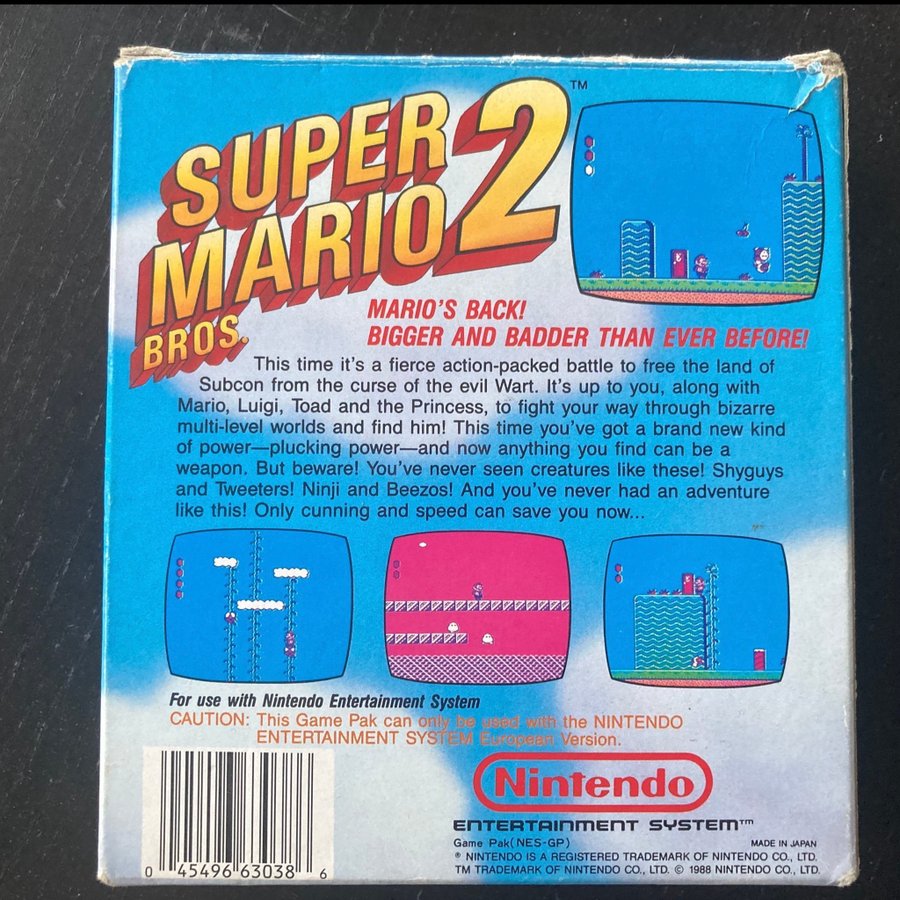 SUPER
MARIO
BROS.
2™
MARIO'S BACK!
BIGGER AND BADDER THAN EVER BEFORE!
This time it's a fierce action-packed battle to free the land of
Subcon from the curse of the evil Wart. It's up to you, along with
Mario, Luigi, Toad and the Princess, to fight your way through bizarre
multi-level worlds and find him! This time you've got a brand new kind
of power—plucking power—and now anything you find can be a
weapon. But beware! You've never seen creatures like these! Shyguys
and Tweeters! Ninji and Beezos! And you've never had an adventure
like this! Only cunning and speed can save you now...
For use with Nintendo Entertainment System
CAUTION: This Game Pak can only be used with the NINTENDO
ENTERTAINMENT SYSTEM European Version.
Nintendo
ENTERTAINMENT SYSTEM™
Game Pak(NES-GP)
MADE IN JAPAN
® NINTENDO IS A REGISTERED TRADEMARK OF NINTENDO CO., LTD.
TM TRADEMARK OF NINTENDO CO., LTD. © 1988 NINTENDO CO., LTD.
0 45496 63038 6